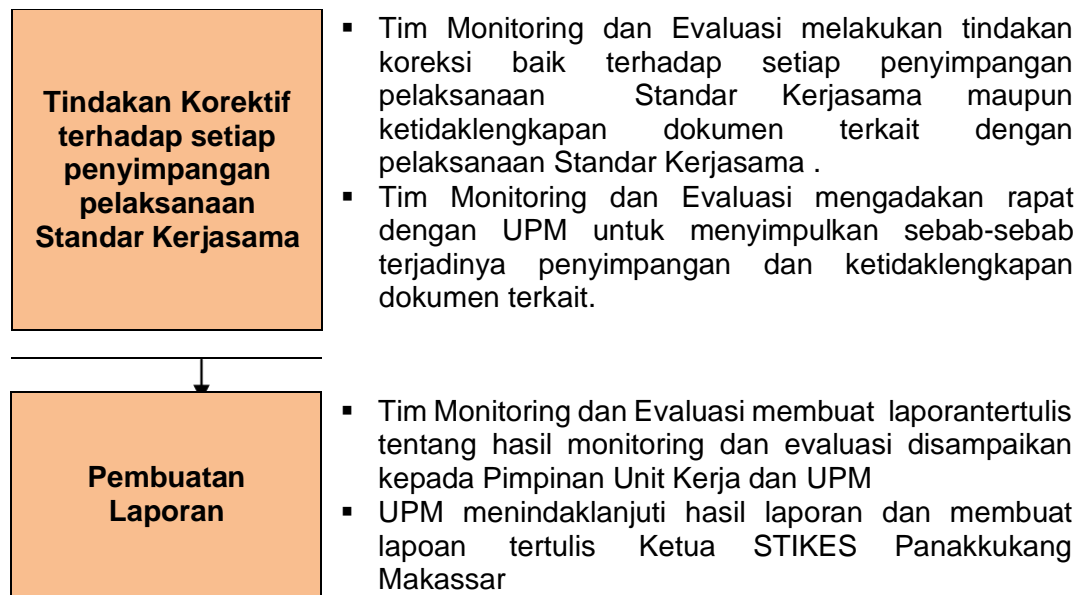 Tindakan Korektif
terhadap setiap
penyimpangan
pelaksanaan
Standar Kerjasama
▪ Tim Monitoring dan Evaluasi melakukan tindakan
koreksi baik terhadap setiap penyimpangan
pelaksanaan Standar Kerjasama maupun
ketidaklengkapan dokumen terkait dengan
pelaksanaan Standar Kerjasama .
▪ Tim Monitoring dan Evaluasi mengadakan rapat
dengan UPM untuk menyimpulkan sebab-sebab
terjadinya penyimpangan dan ketidaklengkapan
dokumen terkait.
Pembuatan
Laporan
▪ Tim Monitoring dan Evaluasi membuat laporantertulis
tentang hasil monitoring dan evaluasi disampaikan
kepada Pimpinan Unit Kerja dan UPM
▪ UPM menindaklanjuti hasil laporan dan membuat
lapoan tertulis Ketua STIKES Panakkukang
Makassar